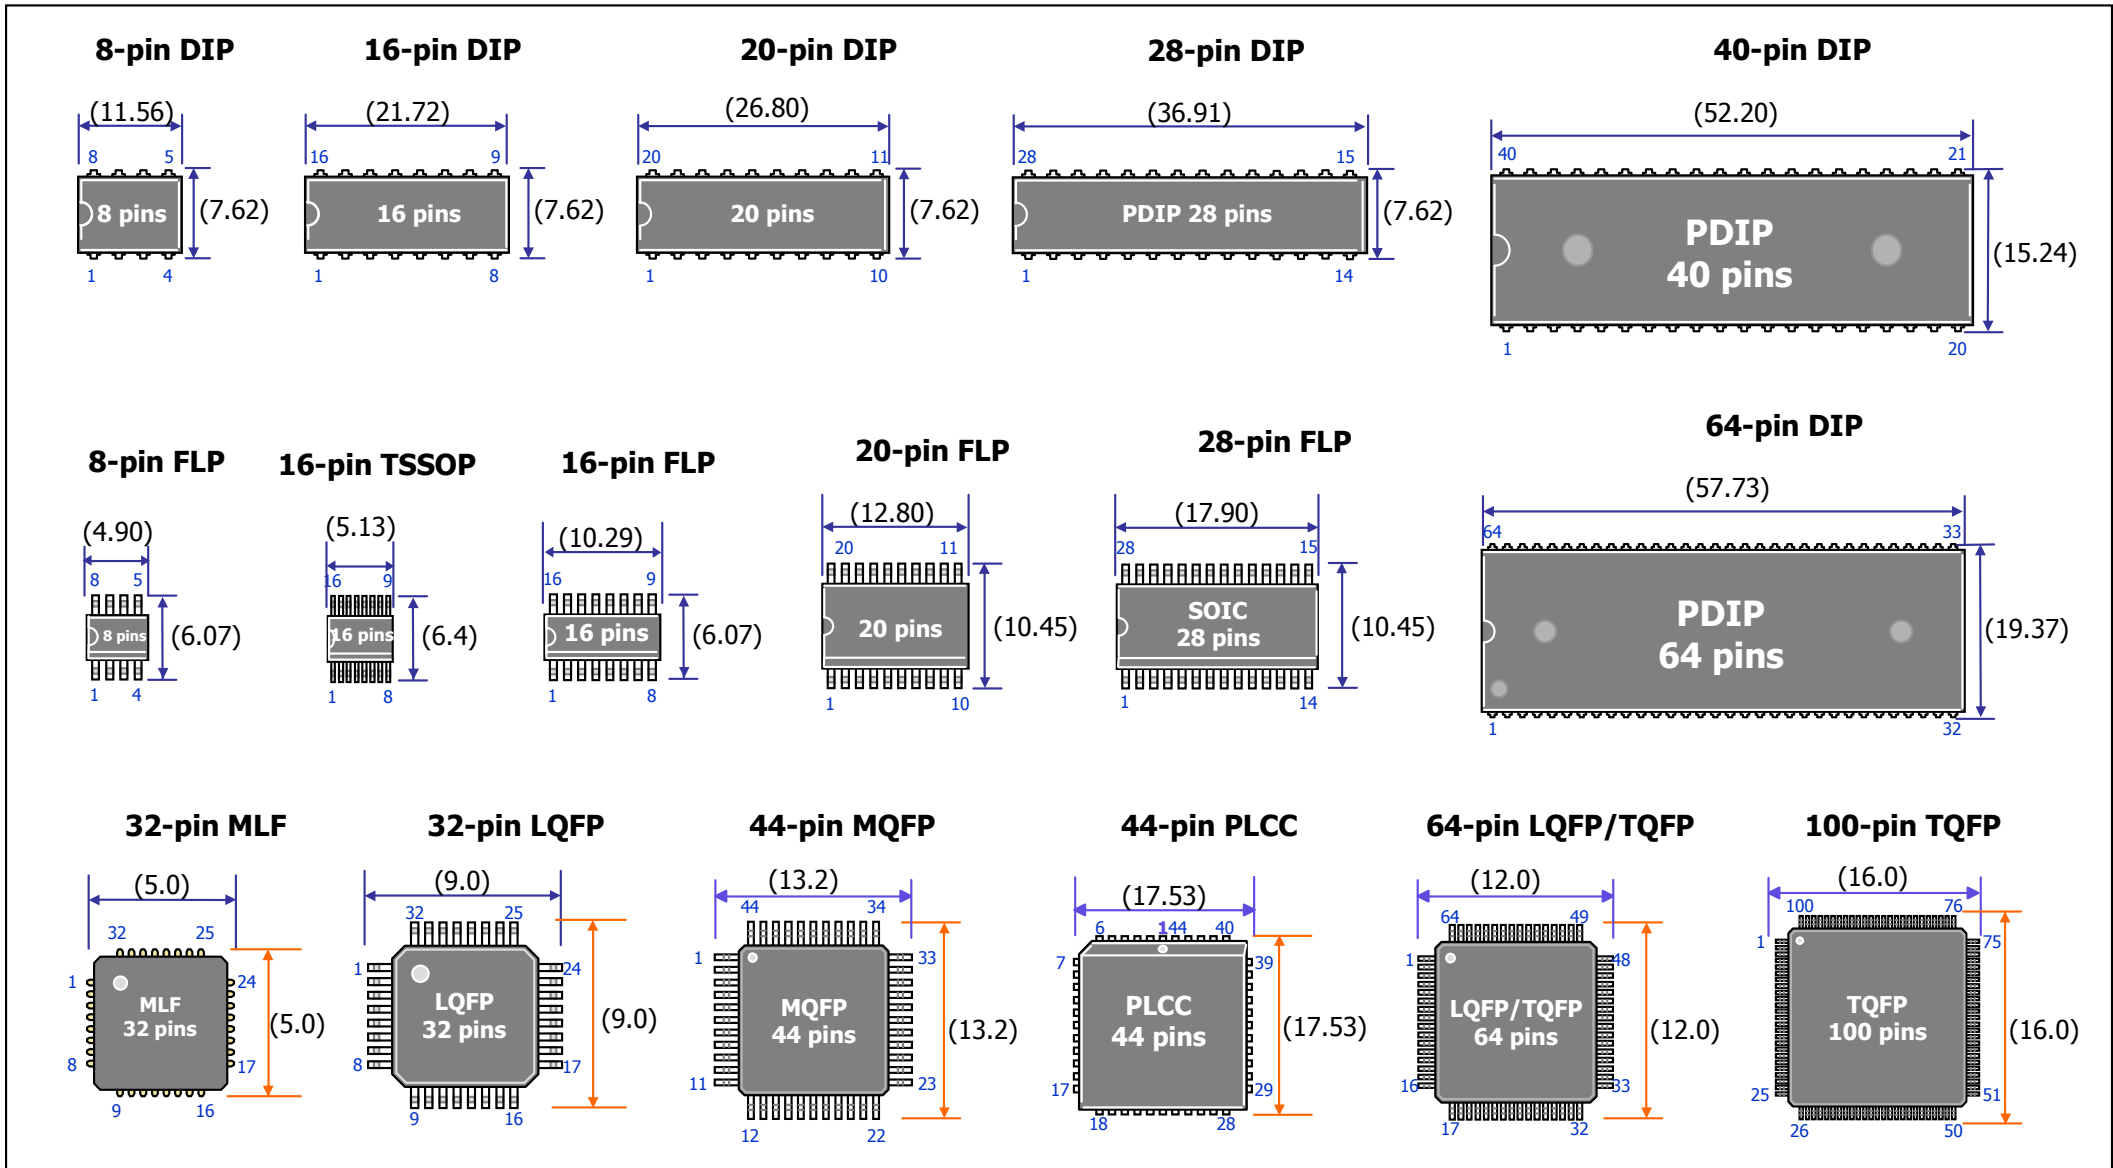 8-pin DIP
16-pin DIP
20-pin DIP
28-pin DIP
40-pin DIP
(11.56)
(21.72)
(26.80)
(36.91)
(52.20)
8 5
16 9
20 11
28 15
40 21
8 pins
(7.62)
16 pins
(7.62)
20 pins
(7.62)
PDIP 28 pins
(7.62)
PDIP
40 pins
(15.24)
1 4
1 8
1 10
1 14
1 20
8-pin FLP
16-pin TSSOP
16-pin FLP
20-pin FLP
28-pin FLP
64-pin DIP
(4.90)
(5.13)
(10.29)
(12.80)
(17.90)
(57.73)
8 5
16 9
16 9
20 11
28 15
64 33
8 pins
(6.07)
16 pins
(6.4)
16 pins
(6.07)
20 pins
(10.45)
SOIC
28 pins
(10.45)
PDIP
64 pins
(19.37)
1 4
1 8
1 8
1 10
1 14
1 32
32-pin MLF
32-pin LQFP
44-pin MQFP
44-pin PLCC
64-pin LQFP/TQFP
100-pin TQFP
(5.0)
32 25
1 24
MLF
32 pins
(5.0)
8 17
9 16
(9.0)
32 25
1 24
LQFP
32 pins
(9.0)
8 17
9 16
(13.2)
44 34
1 33
MQFP
44 pins
(13.2)
11 23
12 22
(17.53)
6 1 44 40
7 39
PLCC
44 pins
(17.53)
17 29
18 28
(12.0)
64 49
1 48
LQFP/TQFP
64 pins
(12.0)
16 33
17 32
(16.0)
100 76
1 75
TQFP
100 pins
(16.0)
25 51
26 50